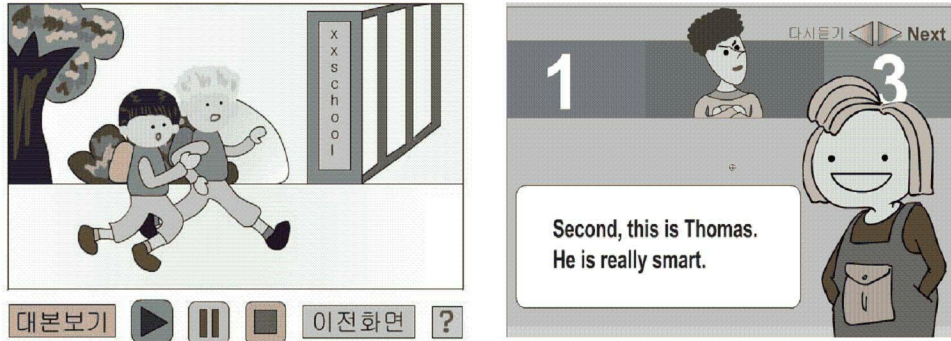 xxschool
대본보기
이전화면
?
다시듣기
Next
1
3
Second, this is Thomas.
He is really smart.